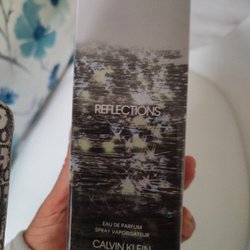 REFLECTIONS
EAU DE PARFUM
SPRAY VAPORISATEUR
CALVIN KLEIN